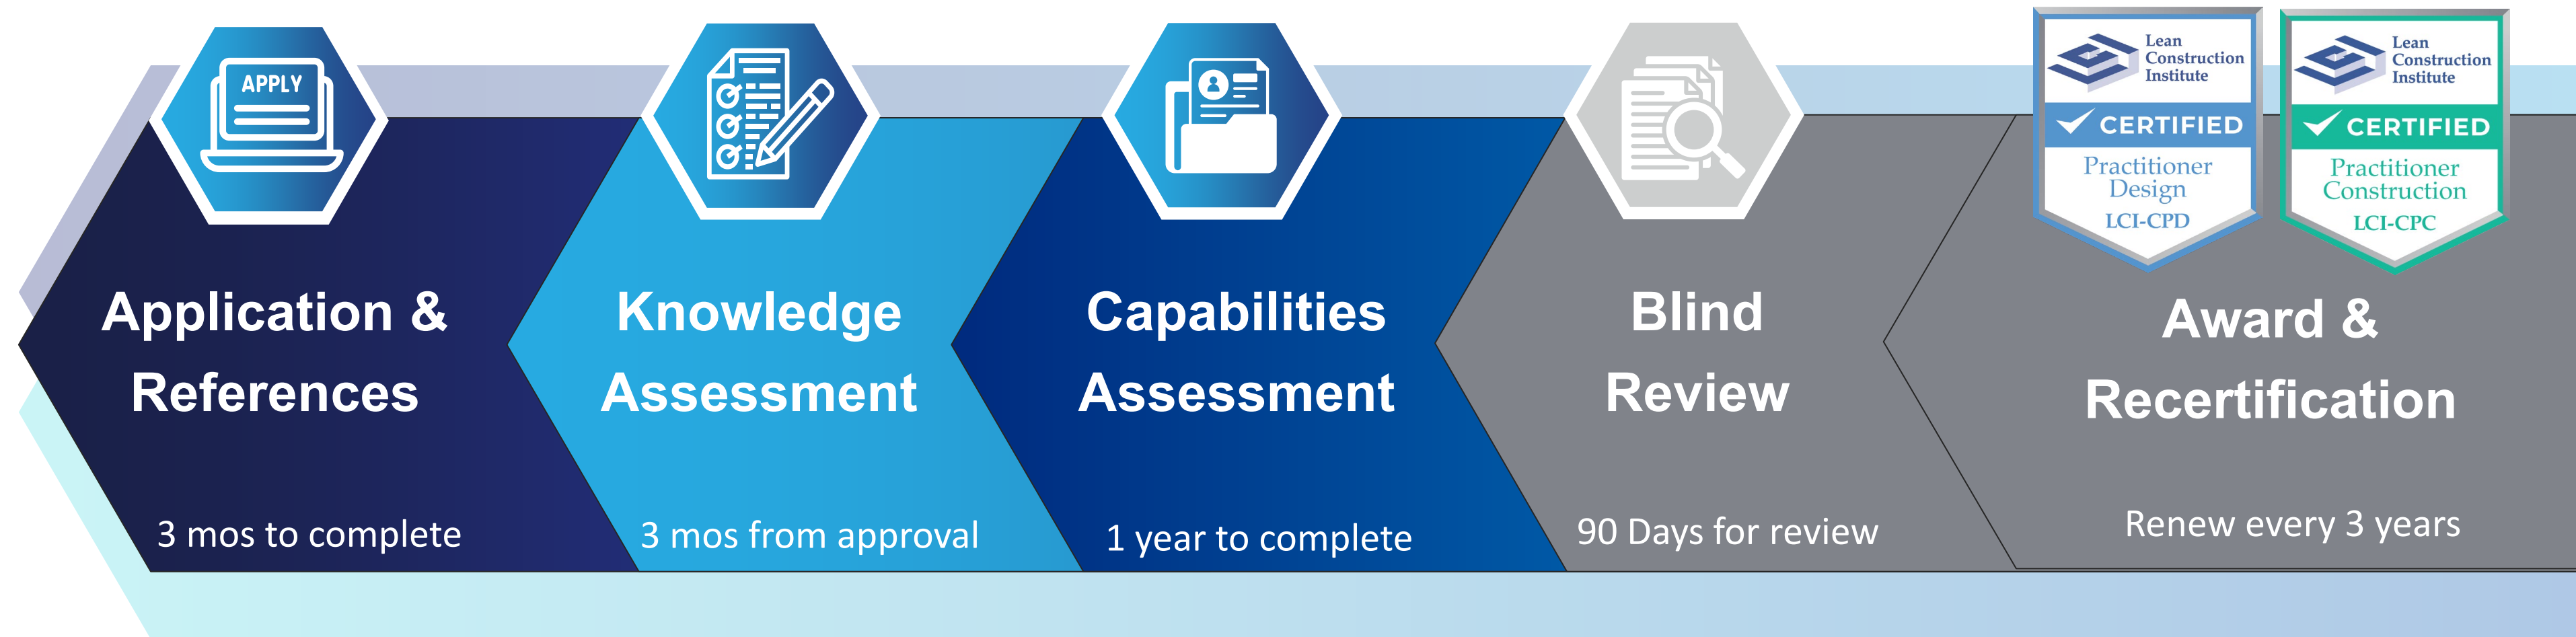 APPLY
Application &
References
3 mos to complete
Knowledge
Assessment
3 mos from approval
Capabilities
Assessment
1 year to complete
Blind
Review
90 Days for review
Lean
Construction
Institute
CERTIFIED
Practitioner
Design
LCI-CPD
Lean
Construction
Institute
CERTIFIED
Practitioner
Construction
LCI-CPC
Award &
Recertification
Renew every 3 years